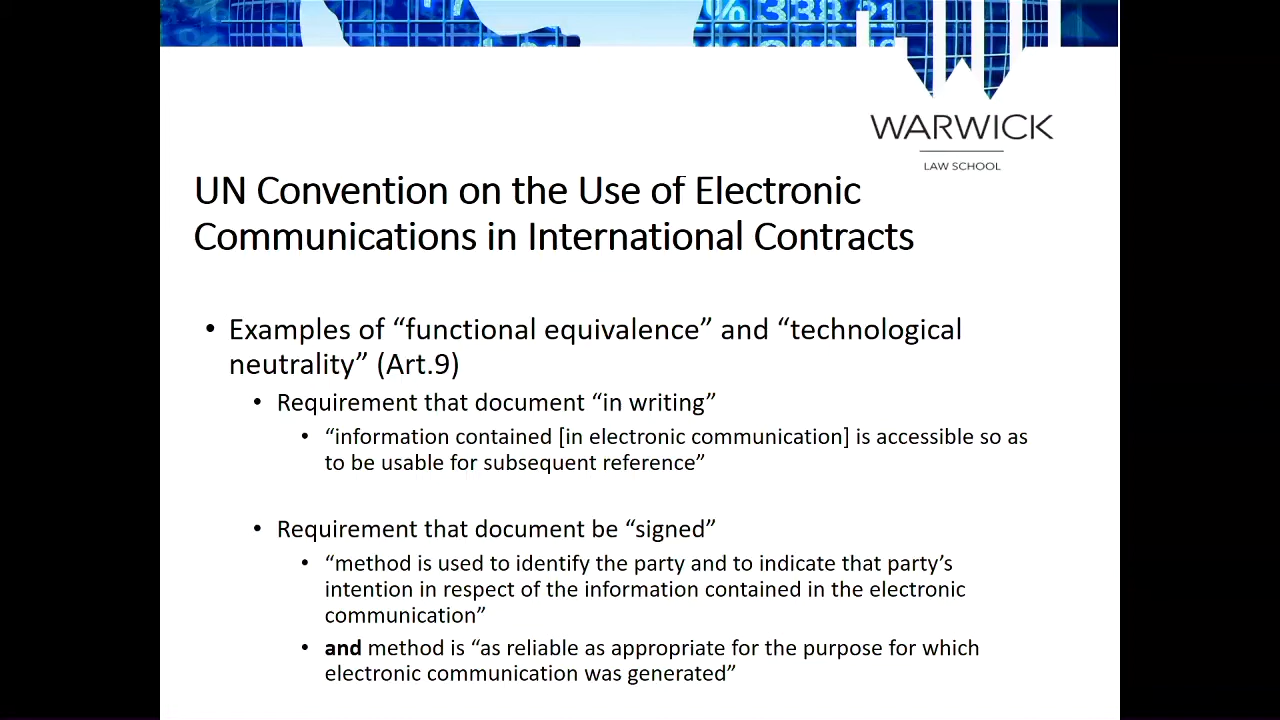 % 338.21
WARWICK
LAW SCHOOL
UN Convention on the Use of Electronic
Communications in International Contracts
• Examples of “functional equivalence” and “technological
neutrality” (Art.9)
• Requirement that document “in writing”
• “information contained [in electronic communication] is accessible so as
to be usable for subsequent reference”
• Requirement that document be “signed”
• “method is used to identify the party and to indicate that party’s
intention in respect of the information contained in the electronic
communication”
• and method is “as reliable as appropriate for the purpose for which
electronic communication was generated”